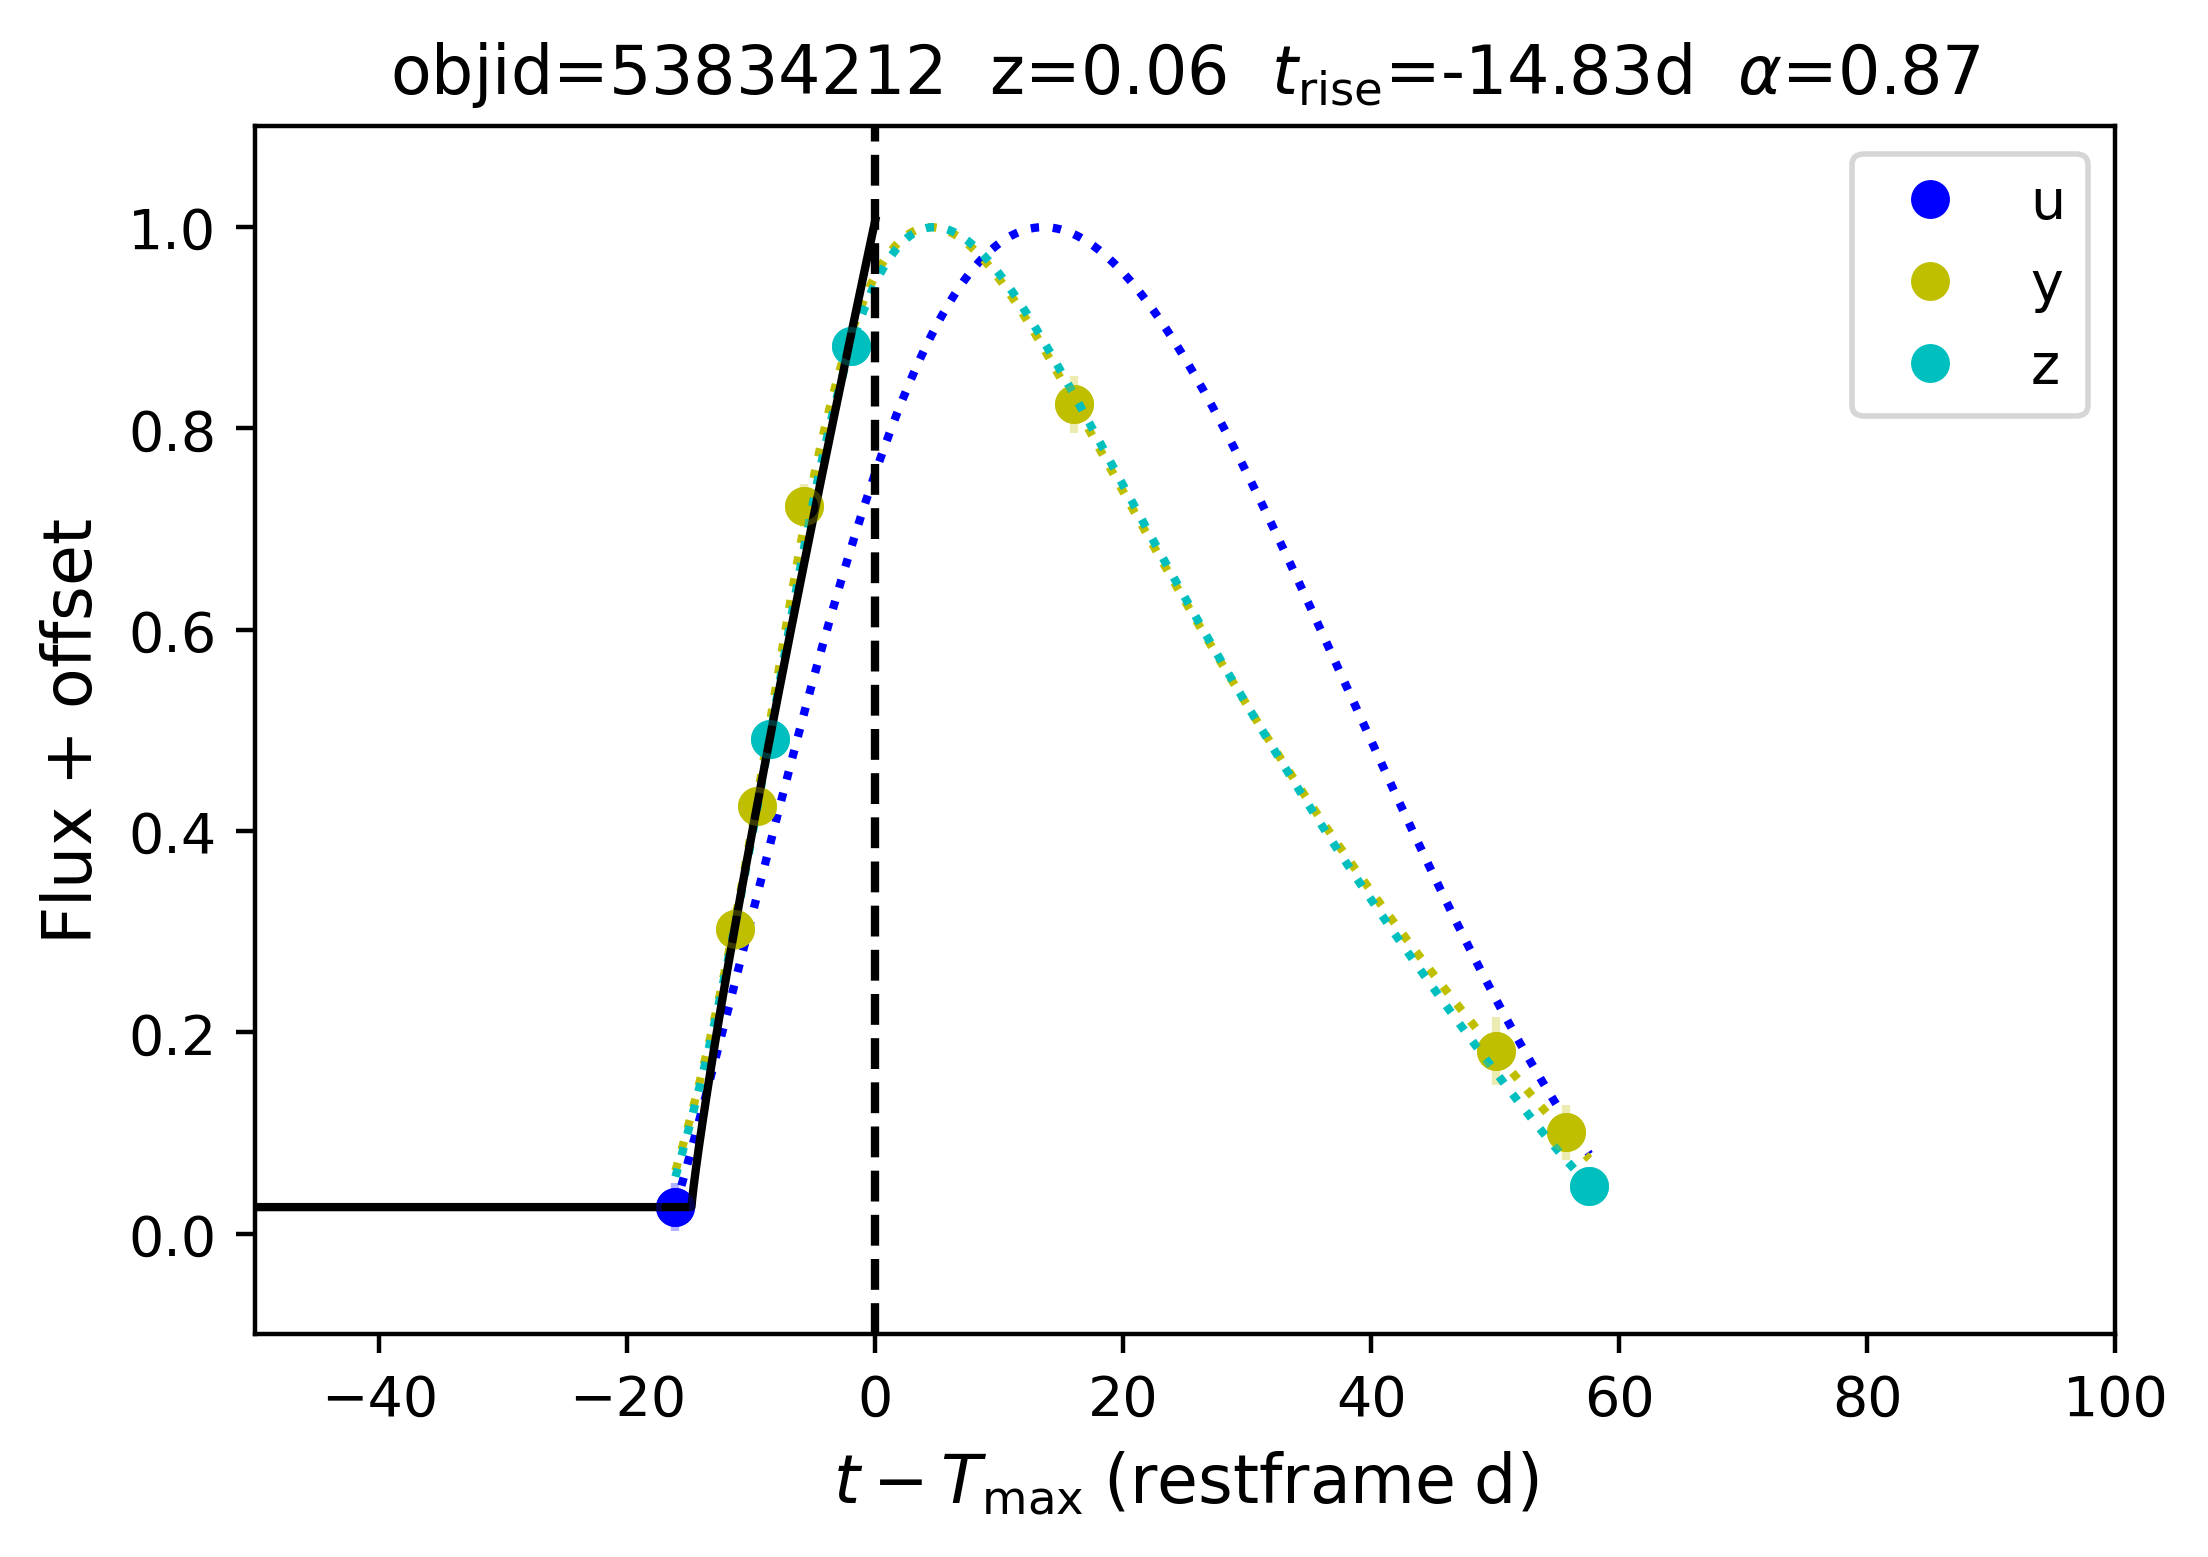 objid=53834212 z=0.06 t_rise=-14.83d α=0.87
u
y
z
1.0
0.8
0.6
0.4
0.2
0.0
Flux + offset
−40 −20 0 20 40 60 80 100
t − T_max (restframe d)